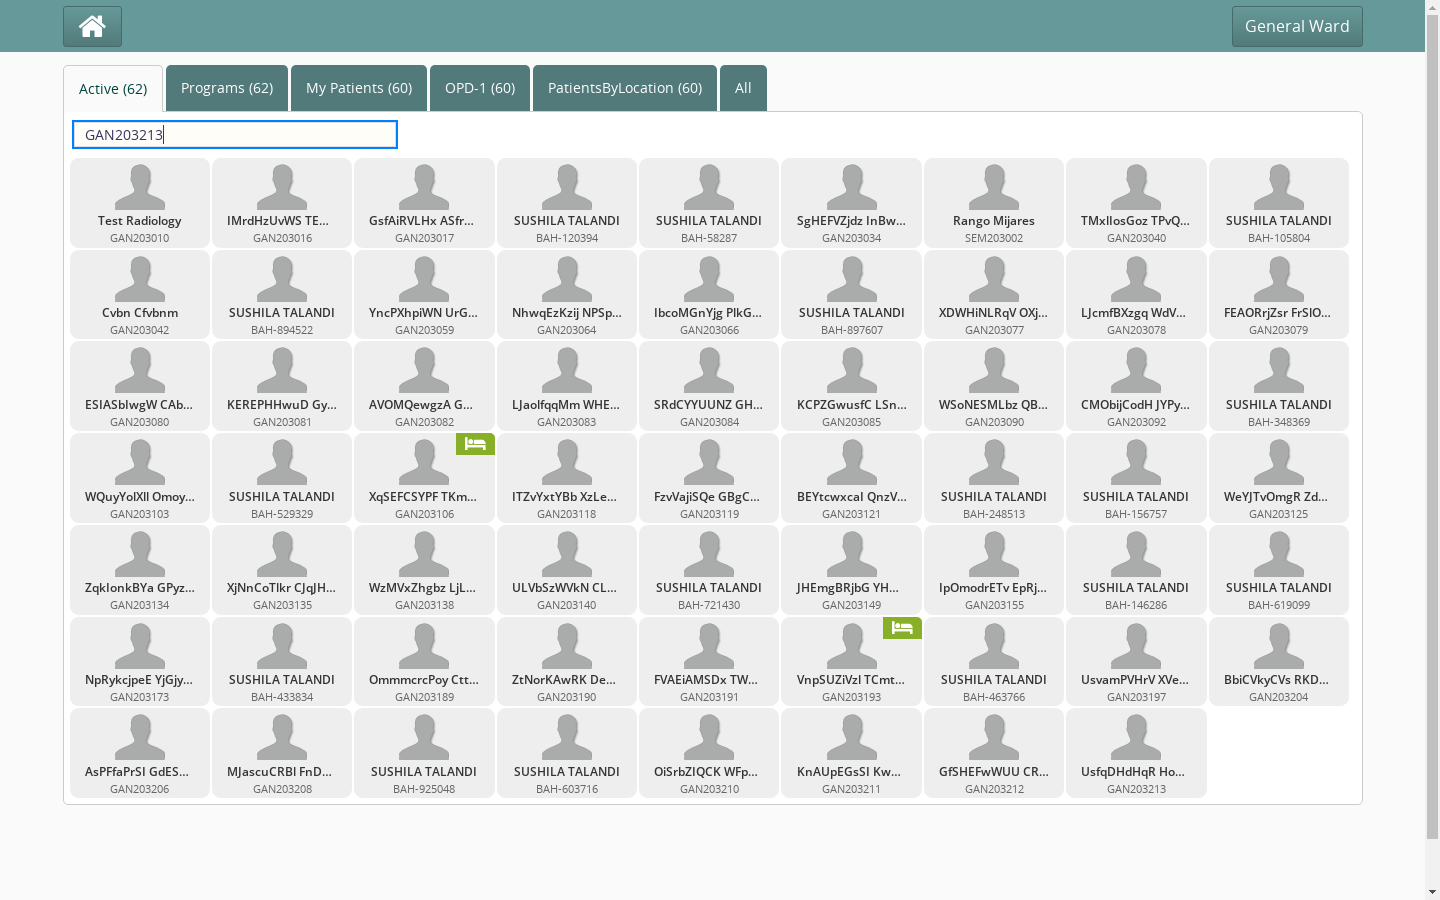 General Ward
Active (62)
Programs (62)
My Patients (60)
OPD-1 (60)
PatientsByLocation (60)
All
GAN203213
Test Radiology
GAN203010
IMrdHzUvWS TE...
GAN203016
GsfAiRVLHx ASfr...
GAN203017
SUSHILA TALANDI
BAH-120394
SUSHILA TALANDI
BAH-58287
SgHEFVZjdz InBw...
GAN203034
Rango Mijares
SEM203002
TMxllosGoz TPvQ...
GAN203040
SUSHILA TALANDI
BAH-105804
Cvbn Cfvbnm
GAN203042
SUSHILA TALANDI
BAH-894522
YncPXhpiWN UrG...
GAN203059
NhwqEzKzij NPSp...
GAN203064
IbcoMGnYjg PlkG...
GAN203066
SUSHILA TALANDI
BAH-897607
XDWHiNLRqV OXj...
GAN203077
LJcmfBXzgq WdV...
GAN203078
FEAORrjZsr FrSIO...
GAN203079
ESIASbIwgW CAb...
GAN203080
KEREPHHwuD Gy...
GAN203081
AVOMQewgzA G...
GAN203082
LJaolfqqMm WHE...
GAN203083
SRdCYYUUNZ GH...
GAN203084
KCPZGwusfC LSn...
GAN203085
WSoNESMLbz QB...
GAN203090
CMObijCodH JYPy...
GAN203092
SUSHILA TALANDI
BAH-348369
WQuyYolXll Omoy...
GAN203103
SUSHILA TALANDI
BAH-529329
XqSEFCSYPF TKm...
GAN203106
ITZvYxtYBb XzLe...
GAN203118
FzvVajiSQe GBgC...
GAN203119
BEYtcwxcal QnzV...
GAN203121
SUSHILA TALANDI
BAH-248513
SUSHILA TALANDI
BAH-156757
WeYJTvOmgR Zd...
GAN203125
ZqkIonkBYa GPyz...
GAN203134
XjNnCoTlkr CJqJH...
GAN203135
WzMVxZhgbz LjL...
GAN203138
ULVbSzWVkN CL...
GAN203140
SUSHILA TALANDI
BAH-721430
JHEmgBRjbG YH...
GAN203149
IpOmodrETv EpRj...
GAN203155
SUSHILA TALANDI
BAH-146286
SUSHILA TALANDI
BAH-619099
NpRykcjpeE YjGjy...
GAN203173
SUSHILA TALANDI
BAH-433834
OmmmcrcPoy Ctt...
GAN203189
ZtNorKAwRK De...
GAN203190
FVAEiAMSDx TW...
GAN203191
VnpSUZiVzl TCmt...
GAN203193
SUSHILA TALANDI
BAH-463766
UsvamPVHrV XVe...
GAN203197
BbiCVkyCVs RKD...
GAN203204
AsPFfaPrSI GdES...
GAN203206
MJascuCRBl FnD...
GAN203208
SUSHILA TALANDI
BAH-925048
SUSHILA TALANDI
BAH-603716
OiSrbZIQCK WFp...
GAN203210
KnAUpEGsSI Kw...
GAN203211
GfSHEFwWUU CR...
GAN203212
UsfqDHdHqR Ho...
GAN203213